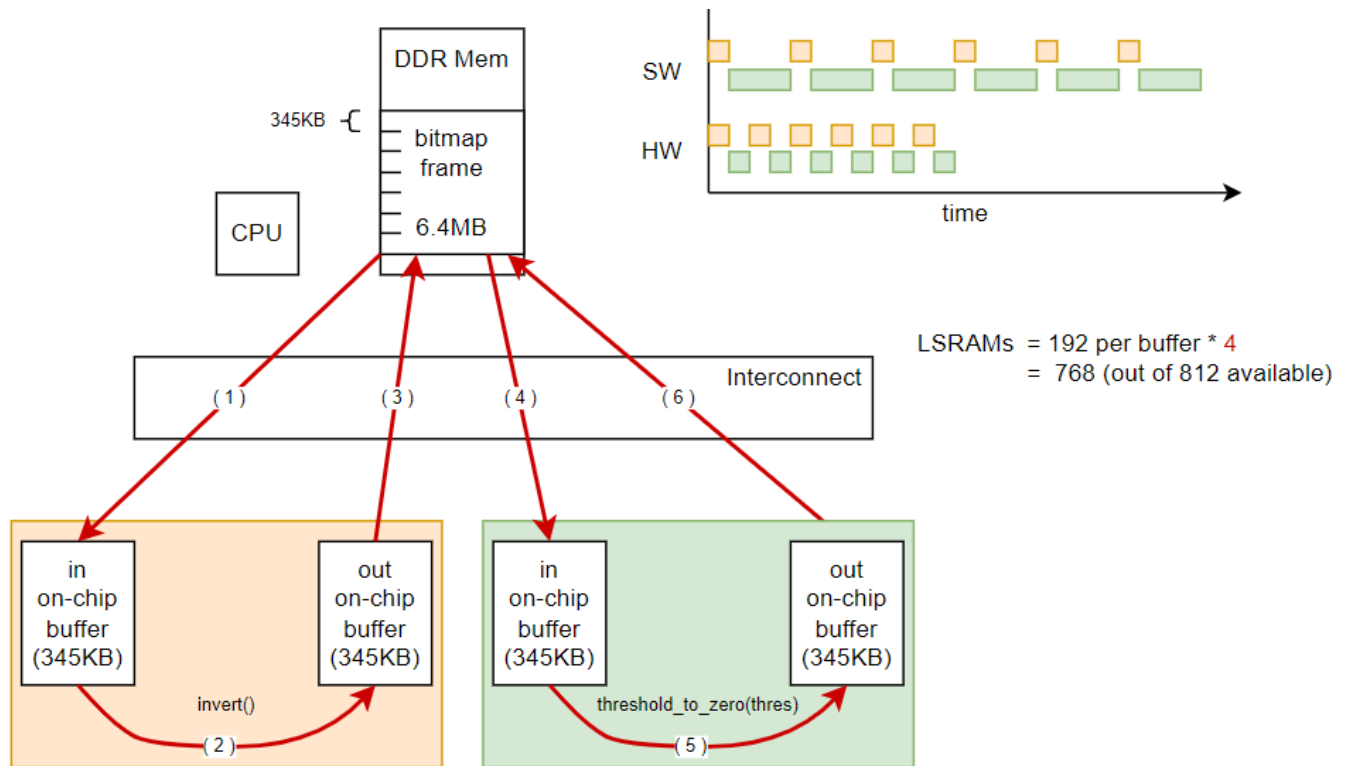 DDR Mem
345KB
bitmap
frame
6.4MB
CPU
SW
HW
time
LSRAMs = 192 per buffer * 4
= 768 (out of 812 available)
Interconnect
( 1 )
( 3 )
( 4 )
( 6 )
in
on-chip
buffer
(345KB)
out
on-chip
buffer
(345KB)
invert()
( 2 )
in
on-chip
buffer
(345KB)
out
on-chip
buffer
(345KB)
threshold_to_zero(thres)
( 5 )